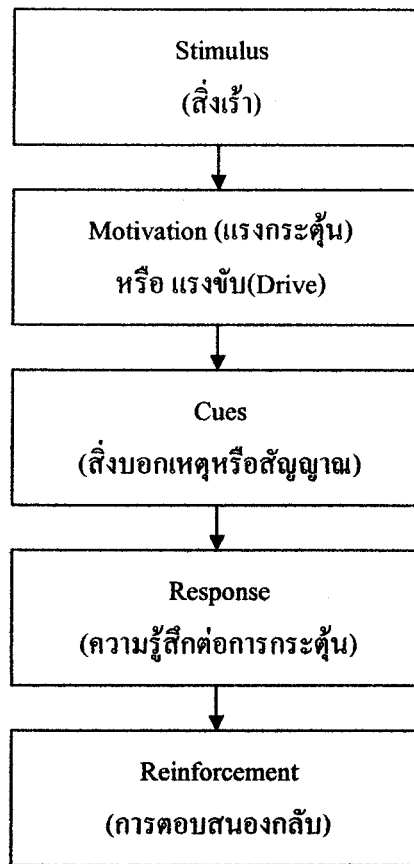 Stimulus
(สิ่งเร้า)
Motivation (แรงกระตุ้น)
หรือ แรงขับ(Drive)
Cues
(สิ่งบอกเหตุหรือสัญญาณ)
Response
(ความรู้สึกต่อการกระตุ้น)
Reinforcement
(การตอบสนองกลับ)